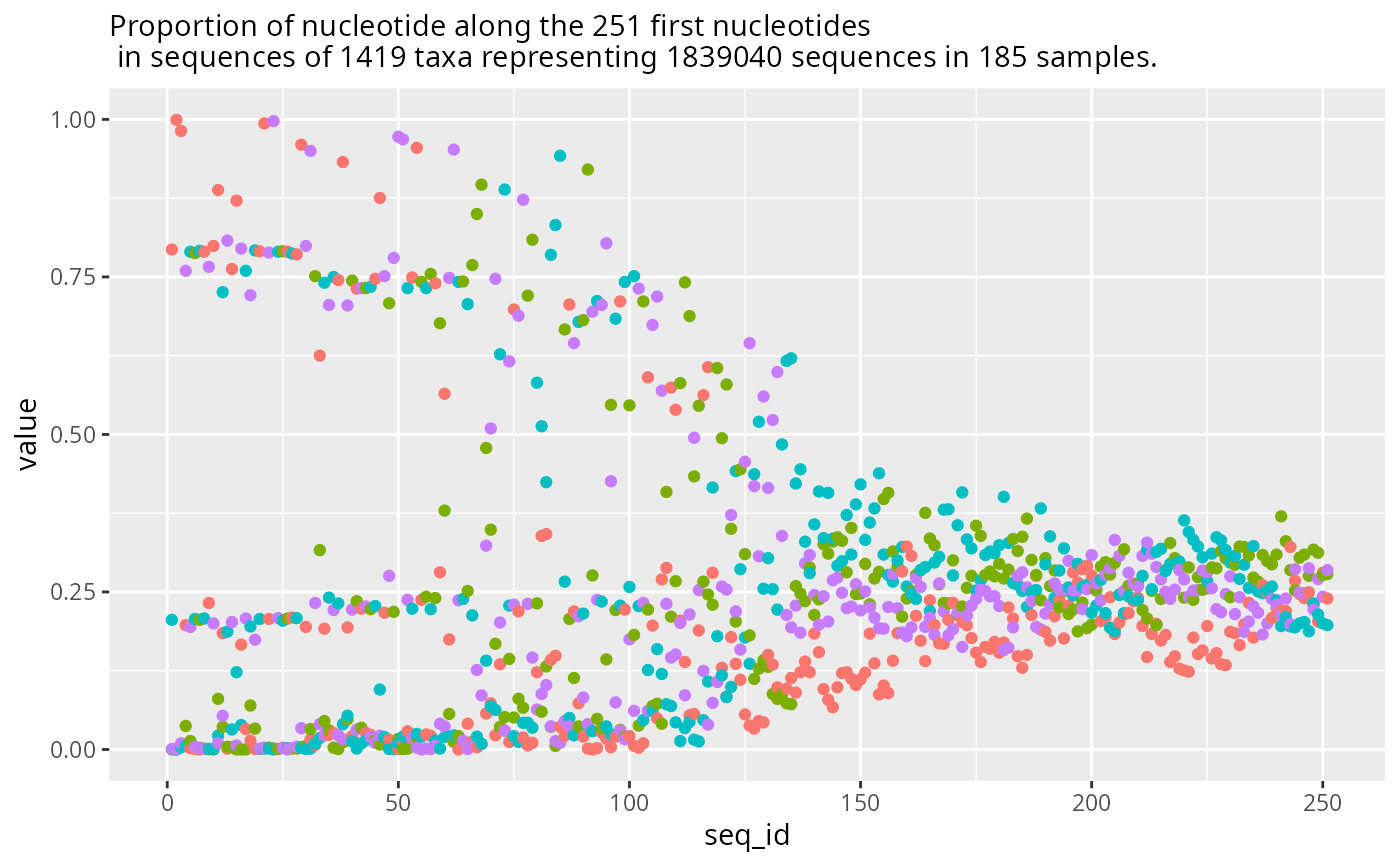 Proportion of nucleotide along the 251 first nucleotides
in sequences of 1419 taxa representing 1839040 sequences in 185 samples.
1.00
0.75
0.50
0.25
0.00
value
0 50 100 150 200 250
seq_id